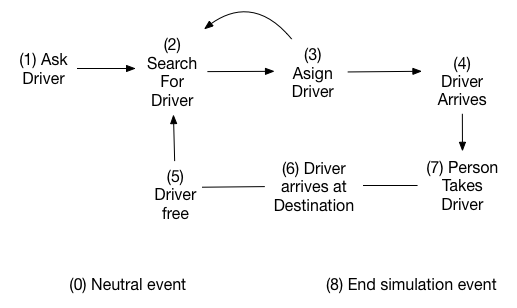 (1) Ask
Driver
(2)
Search
For
Driver
(3)
Asign
Driver
(4)
Driver
Arrives
(5)
Driver
free
(6) Driver
arrives at
Destination
(7) Person
Takes
Driver
(0) Neutral event
(8) End simulation event